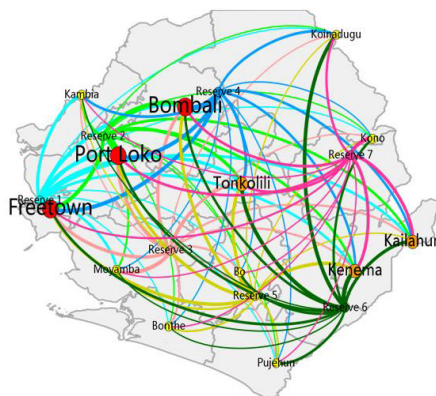 Koinadugu
Kambia
Reserve 4
Bombali
Reserve 2
Kono
Port Loko
Reserve 7
Tonkolili
Reserve 1
Freetown
Kailahun
Reserve 3
Moyamba
Bo
Kenema
Reserve 5
Reserve 6
Bonthe
Pujehun